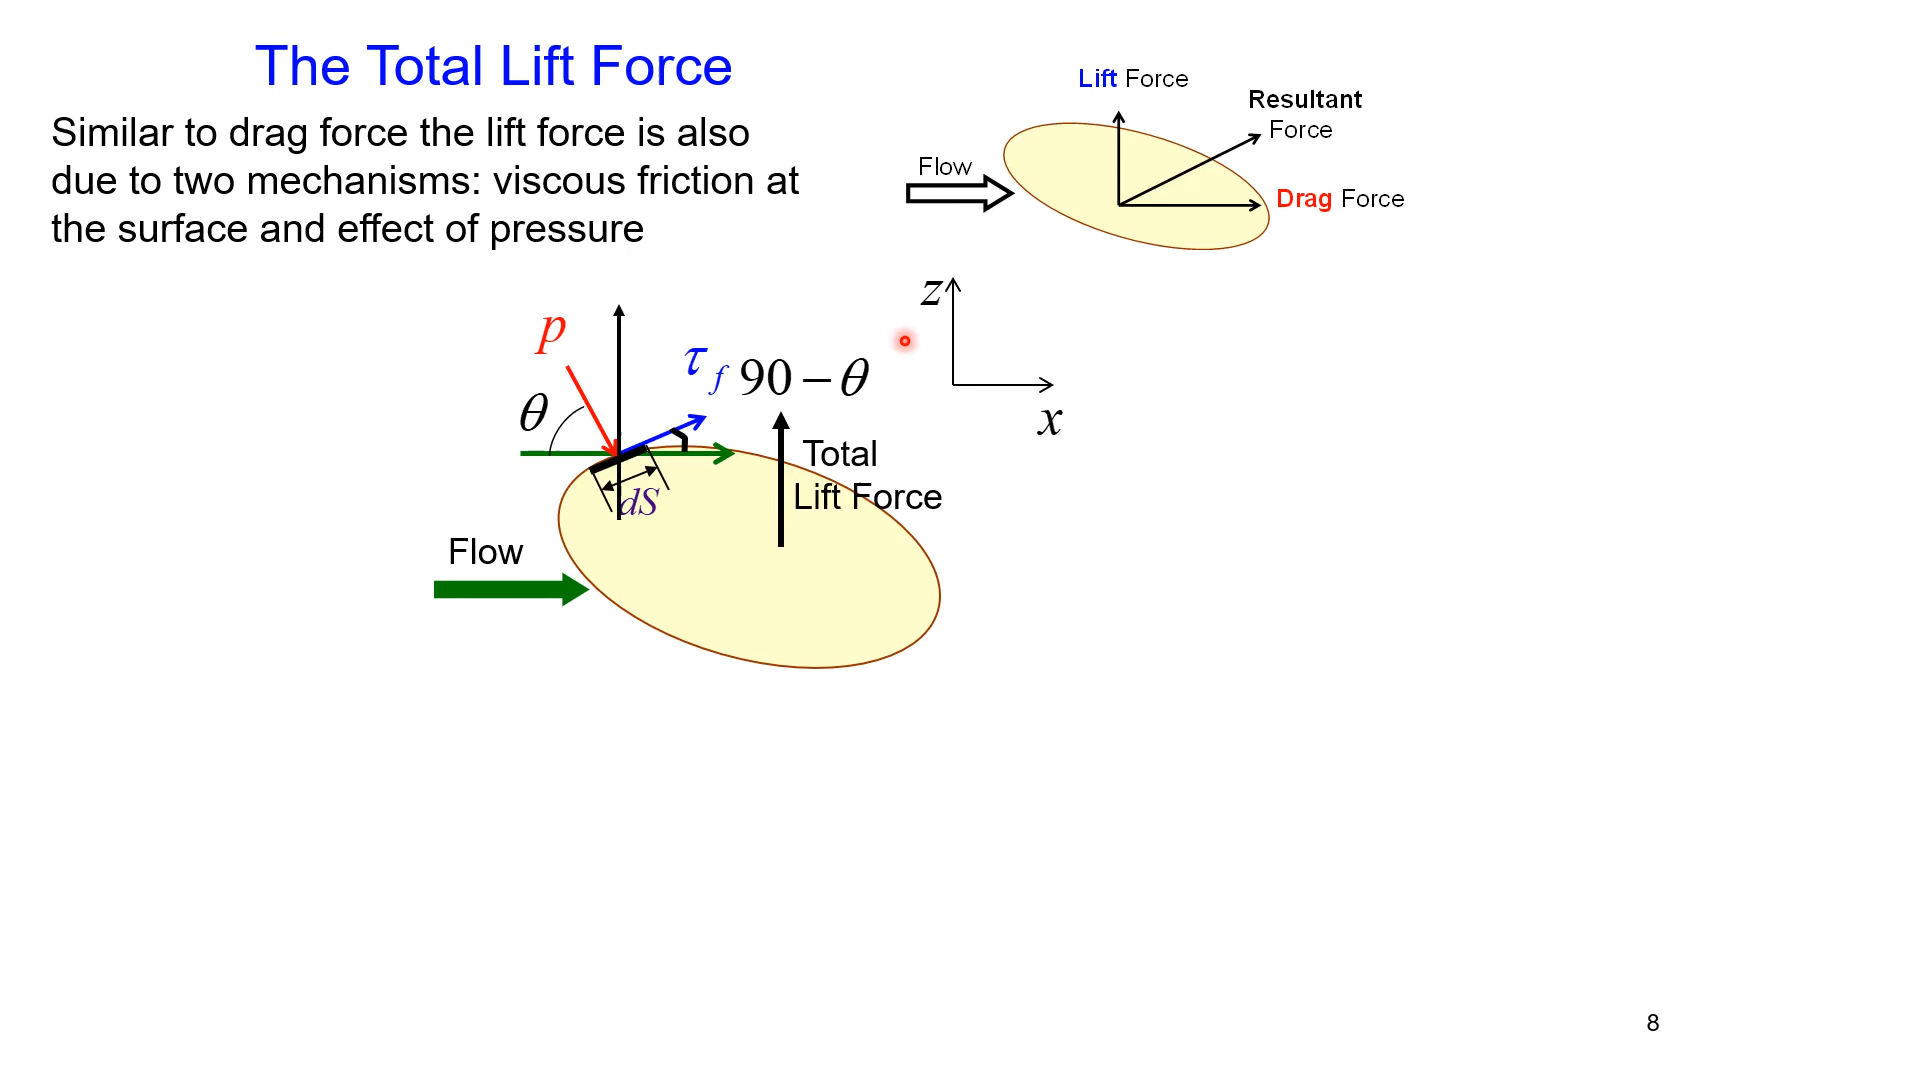 The Total Lift Force
Similar to drag force the lift force is also
due to two mechanisms: viscous friction at
the surface and effect of pressure
Lift Force
Resultant
Force
Flow
Drag Force
z
x
p
τ f
90 – θ
θ
Total
Lift Force
dS
Flow
8